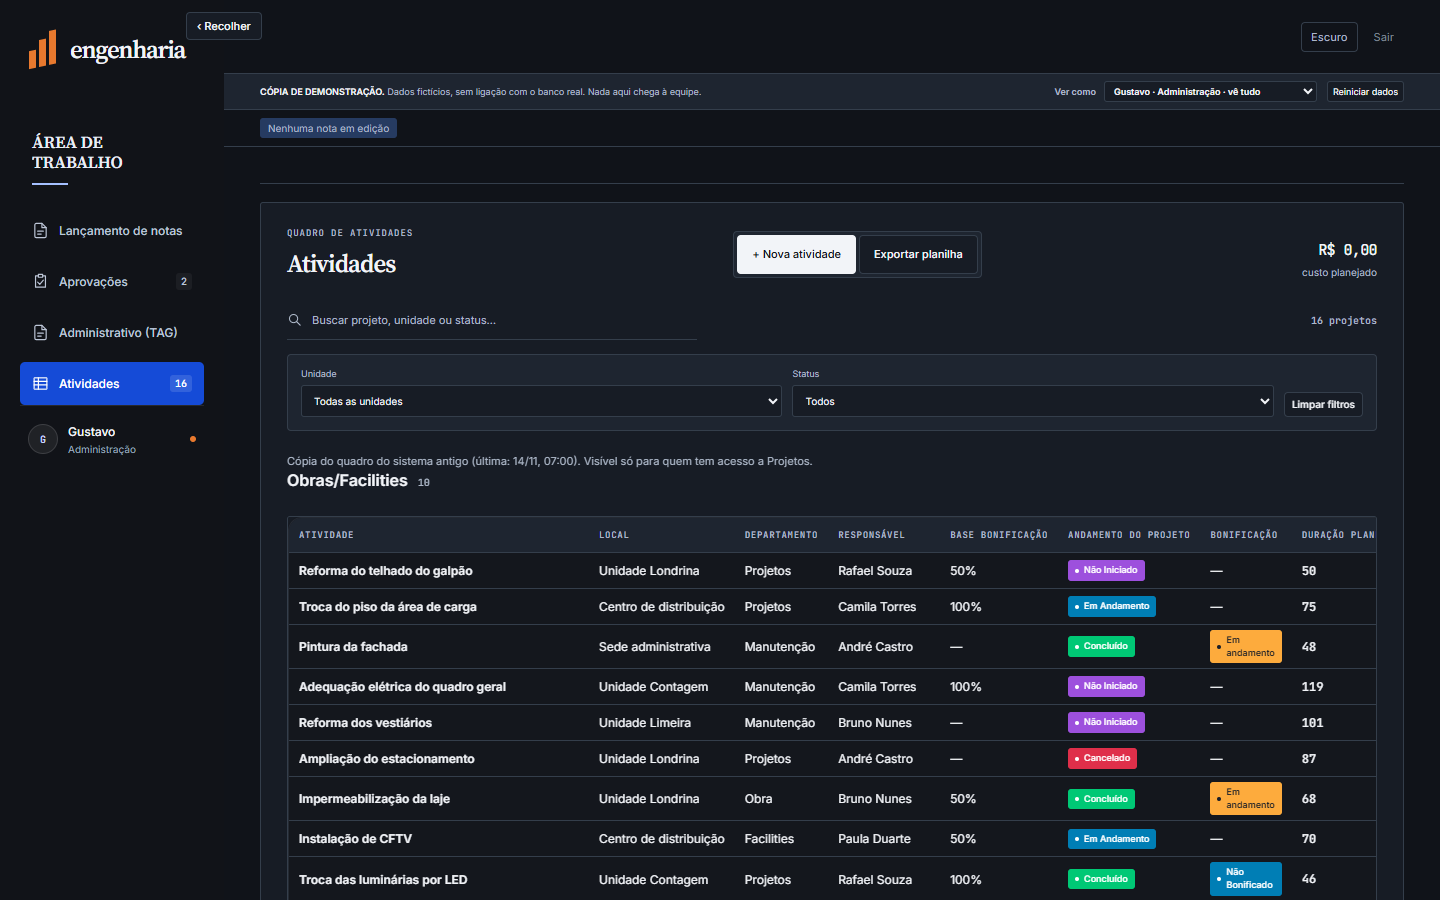 engenharia
‹ Recolher
Escuro
Sair
CÓPIA DE DEMONSTRAÇÃO. Dados fictícios, sem ligação com o banco real. Nada aqui chega à equipe.
Ver como
Gustavo · Administração · vê tudo
Reiniciar dados
Nenhuma nota em edição
ÁREA DE
TRABALHO
Lançamento de notas
Aprovações 2
Administrativo (TAG)
Atividades 16
G
Gustavo
Administração
QUADRO DE ATIVIDADES
Atividades
+ Nova atividade
Exportar planilha
R$ 0,00
custo planejado
Buscar projeto, unidade ou status...
16 projetos
Unidade
Todas as unidades
Status
Todos
Limpar filtros
Cópia do quadro do sistema antigo (última: 14/11, 07:00). Visível só para quem tem acesso a Projetos.
Obras/Facilities 10
ATIVIDADE LOCAL DEPARTAMENTO RESPONSÁVEL BASE BONIFICAÇÃO ANDAMENTO DO PROJETO BONIFICAÇÃO DURAÇÃO PLAN
Reforma do telhado do galpão Unidade Londrina Projetos Rafael Souza 50% Não Iniciado — 50
Troca do piso da área de carga Centro de distribuição Projetos Camila Torres 100% Em Andamento — 75
Pintura da fachada Sede administrativa Manutenção André Castro — Concluído Em andamento 48
Adequação elétrica do quadro geral Unidade Contagem Manutenção Camila Torres 100% Não Iniciado — 119
Reforma dos vestiários Unidade Limeira Manutenção Bruno Nunes — Não Iniciado — 101
Ampliação do estacionamento Unidade Londrina Projetos André Castro — Cancelado — 87
Impermeabilização da laje Unidade Londrina Obra Bruno Nunes 50% Concluído Em andamento 68
Instalação de CFTV Centro de distribuição Facilities Paula Duarte 50% Em Andamento — 70
Troca das luminárias por LED Unidade Contagem Projetos Rafael Souza 100% Concluído Não Bonificado 46